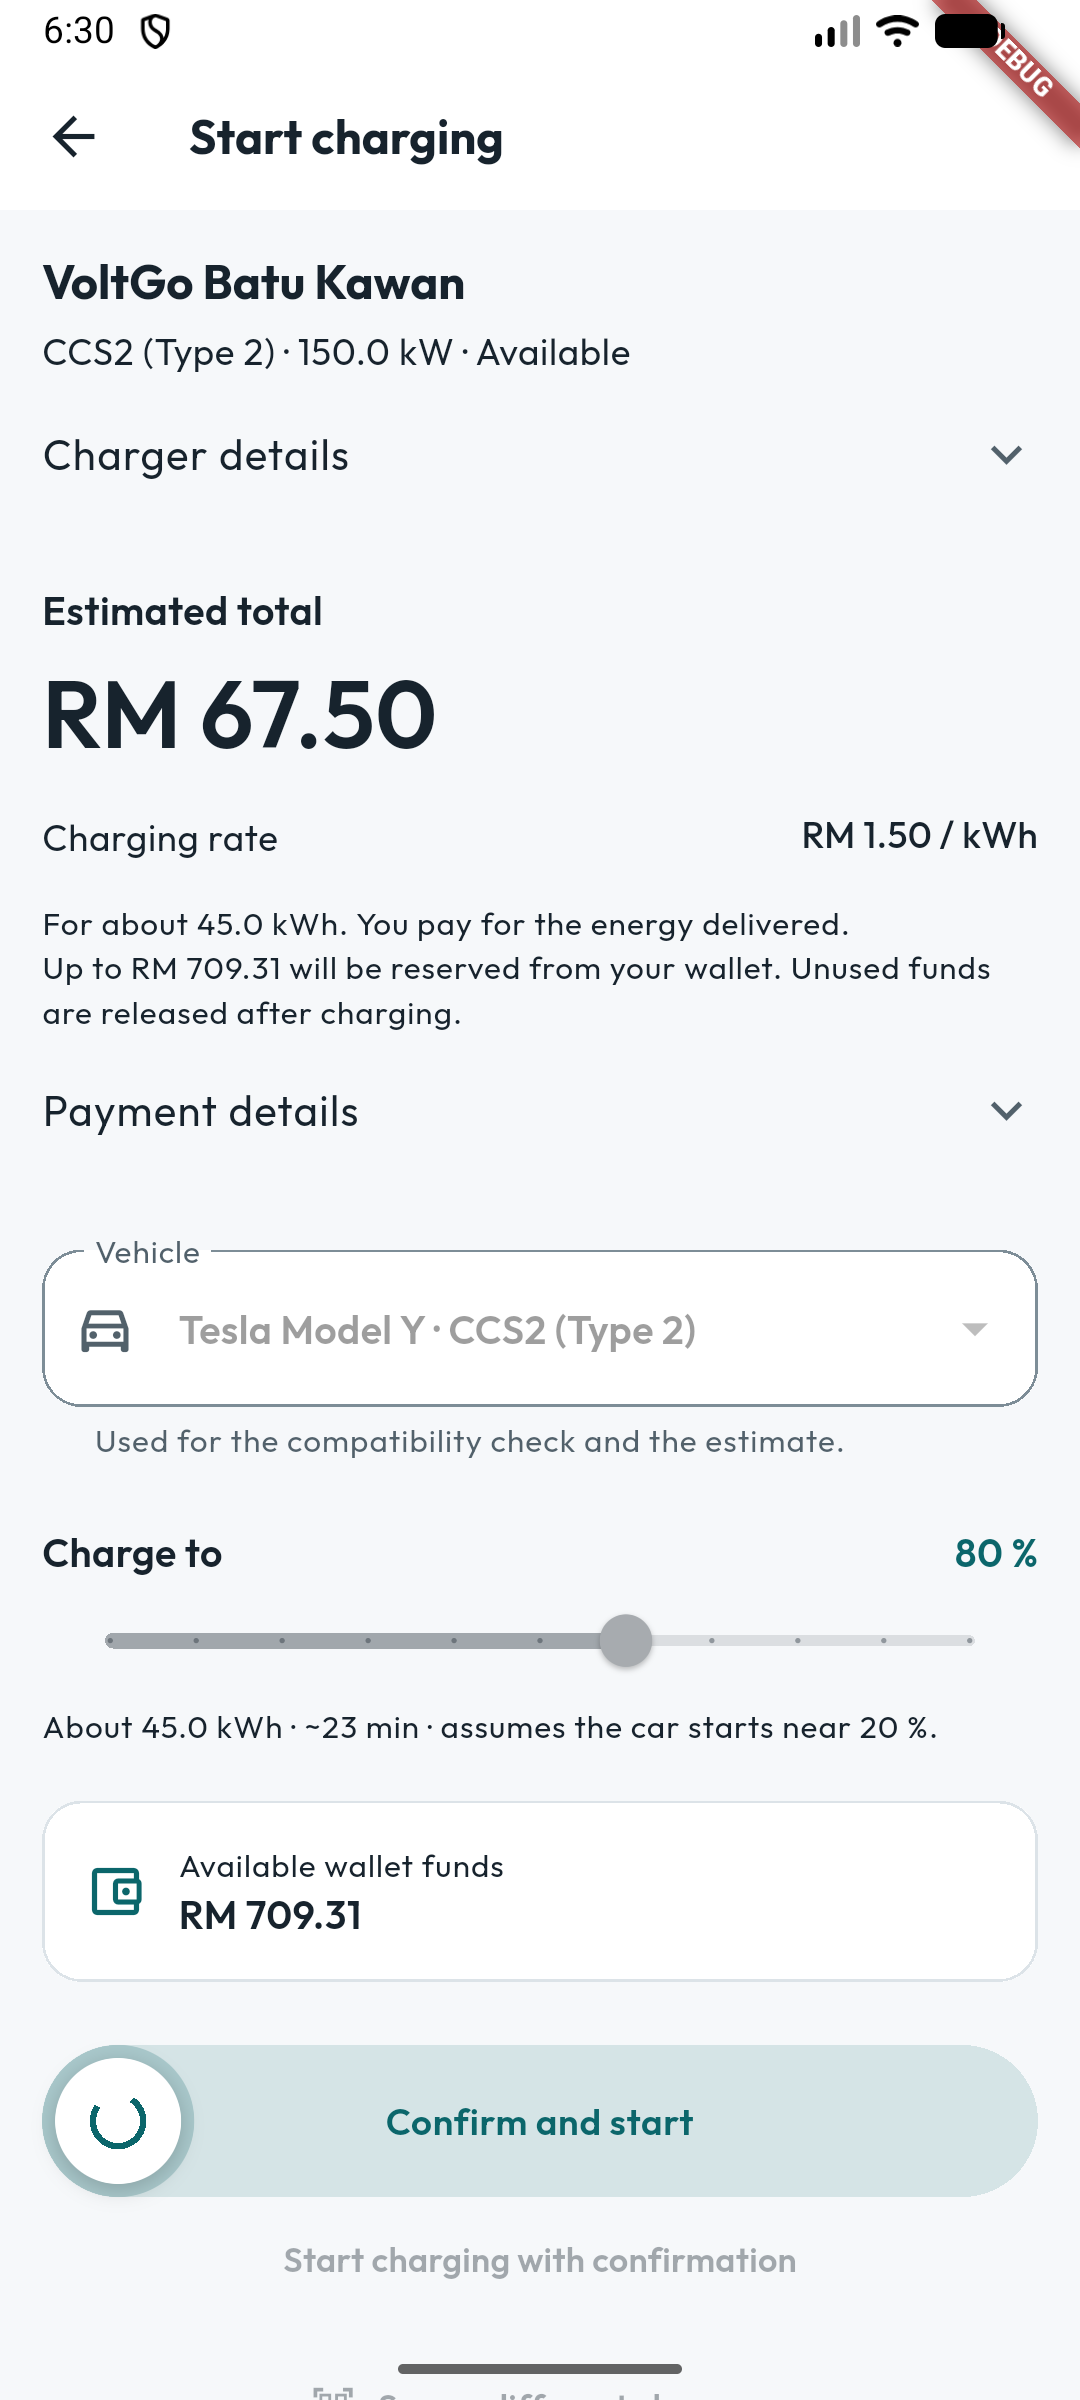 6:30
EBUG
Start charging
VoltGo Batu Kawan
CCS2 (Type 2) · 150.0 kW · Available
Charger details
Estimated total
RM 67.50
Charging rate
RM 1.50 / kWh
For about 45.0 kWh. You pay for the energy delivered.
Up to RM 709.31 will be reserved from your wallet. Unused funds
are released after charging.
Payment details
Vehicle
Tesla Model Y · CCS2 (Type 2)
Used for the compatibility check and the estimate.
Charge to
80 %
About 45.0 kWh · ~23 min · assumes the car starts near 20 %.
Available wallet funds
RM 709.31
Confirm and start
Start charging with confirmation